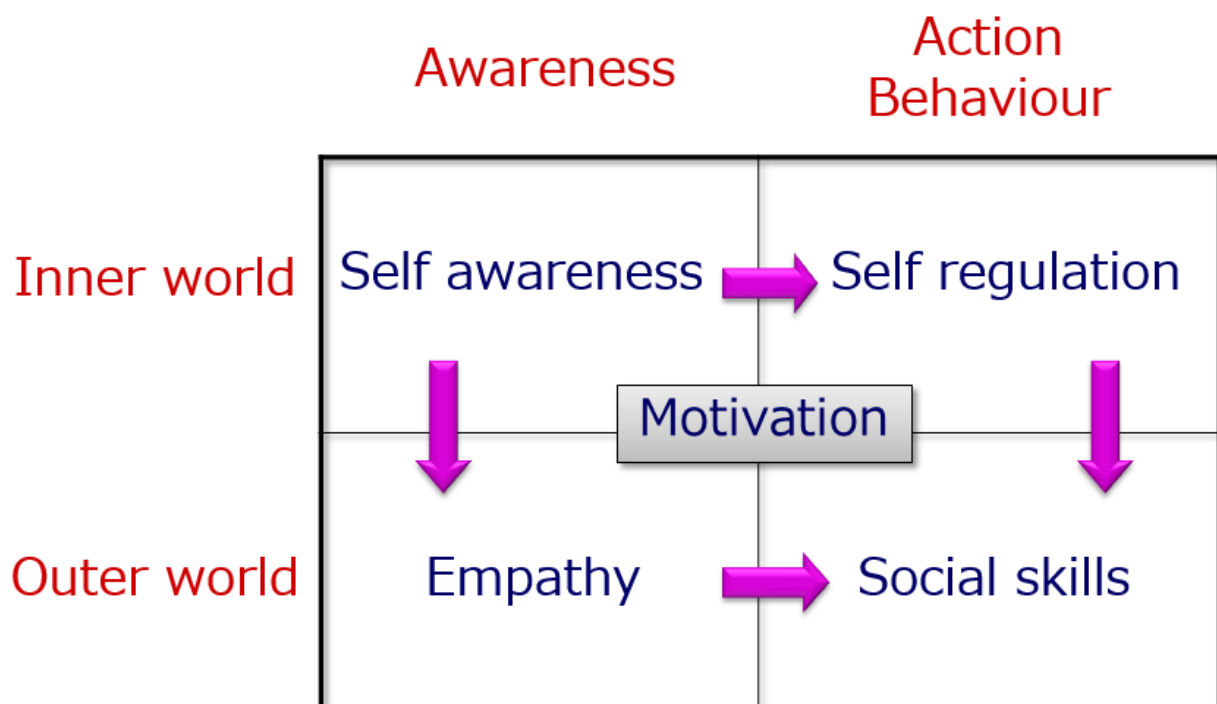 Awareness
Action
Behaviour
Inner world
Self awareness
Self regulation
Motivation
Outer world
Empathy
Social skills